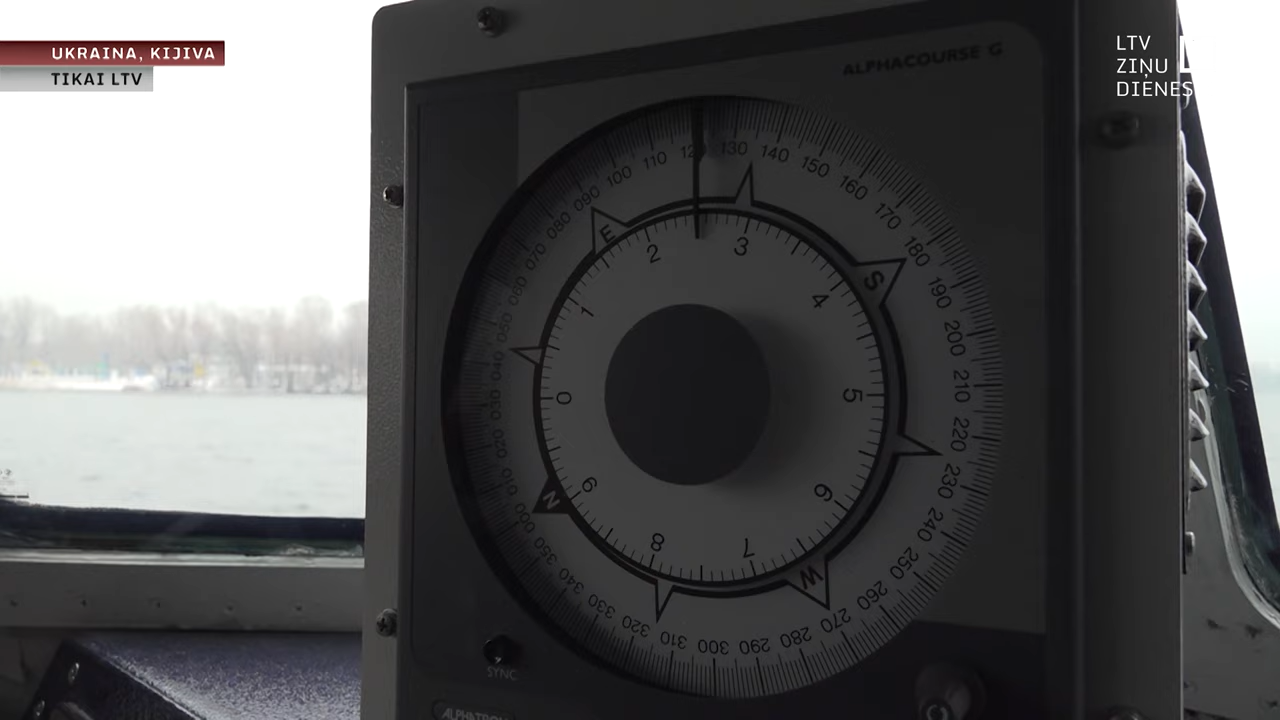 UKRAINA, KIJIVA
TIKAI LTV
LTV
ZIŅU
DIENES
ALPHACOURSE G
000 010 020 030 040 050 060 070 080 090 100 110 130 140 150 160 170 180 190 200 210 220 230 240 250 260 270 280 290 300 310 320 330 340 350
N E S W
0 1 2 3 4 5 6 7 8 9
SYNC
ALPHATRON